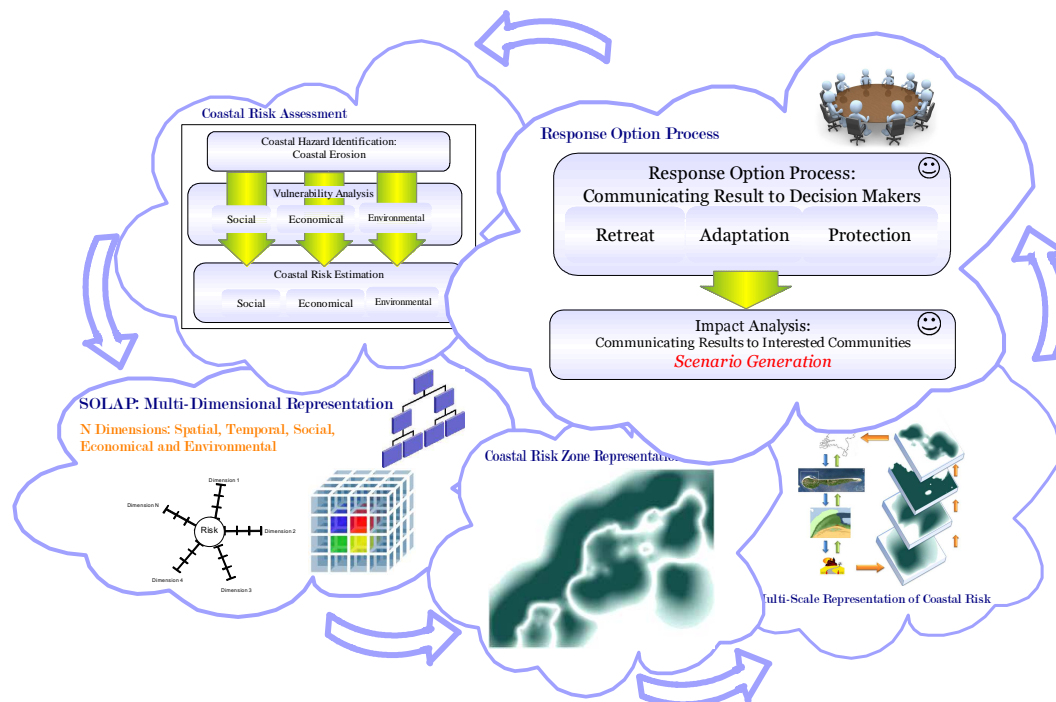 Coastal Risk Assessment
Coastal Hazard Identification:
Coastal Erosion
Vulnerability Analysis
Social Economical Environmental
Coastal Risk Estimation
Social Economical Environmental
Response Option Process
Response Option Process:
Communicating Result to Decision Makers
Retreat Adaptation Protection
Impact Analysis:
Communicating Results to Interested Communities
Scenario Generation
SOLAP: Multi-Dimensional Representation
N Dimensions: Spatial, Temporal, Social,
Economical and Environmental
Dimension 1
Dimension N
Risk
Dimension 2
Dimension 4
Dimension 3
Coastal Risk Zone Representation
Multi-Scale Representation of Coastal Risk